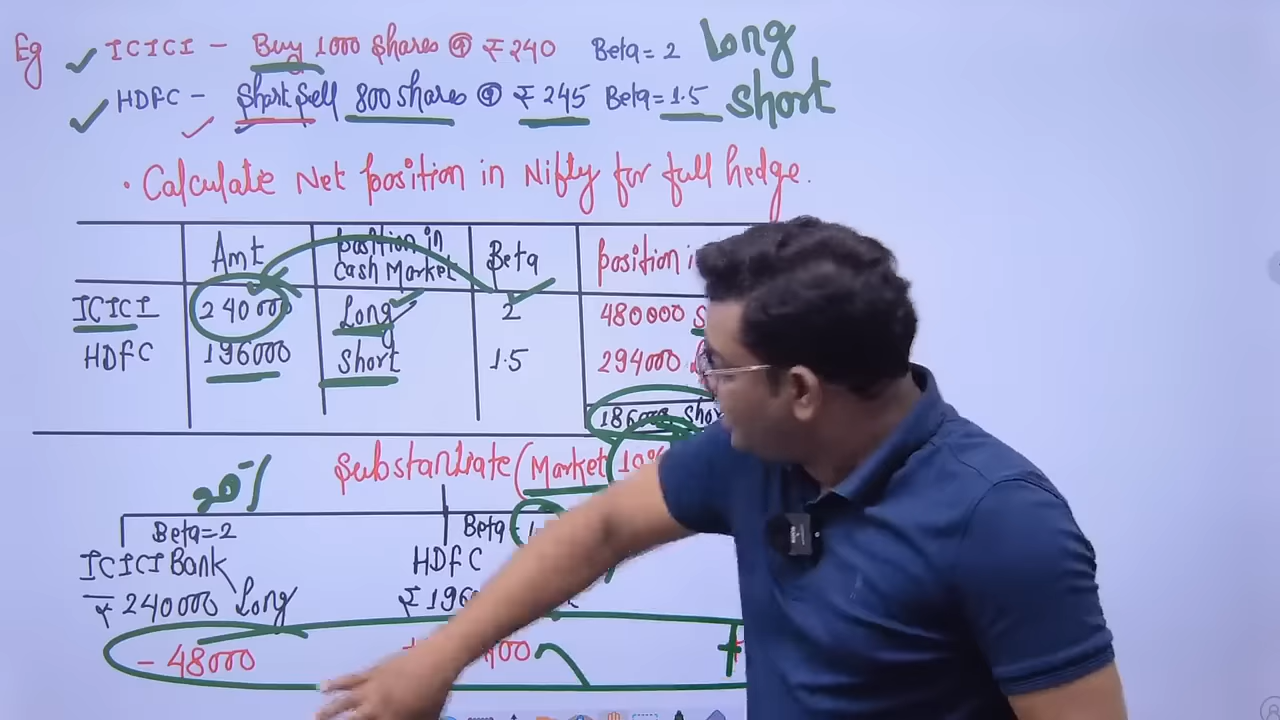 Eg ICICI - Buy 1000 shares @ ₹240 Beta = 2 Long
HDFC - Short Sell 800 shares @ ₹245 Beta = 1.5 Short
• Calculate Net position in Nifty for full hedge.
Amt position in Cash Market Beta position i
ICICI 240000 Long 2 480000 S
HDFC 196000 Short 1.5 294000
186000 Shor
Substantiate (Market 10%
20%
Beta=2 Beta
ICICI Bank HDFC
₹240000 Long ₹196
- 48000 400 +